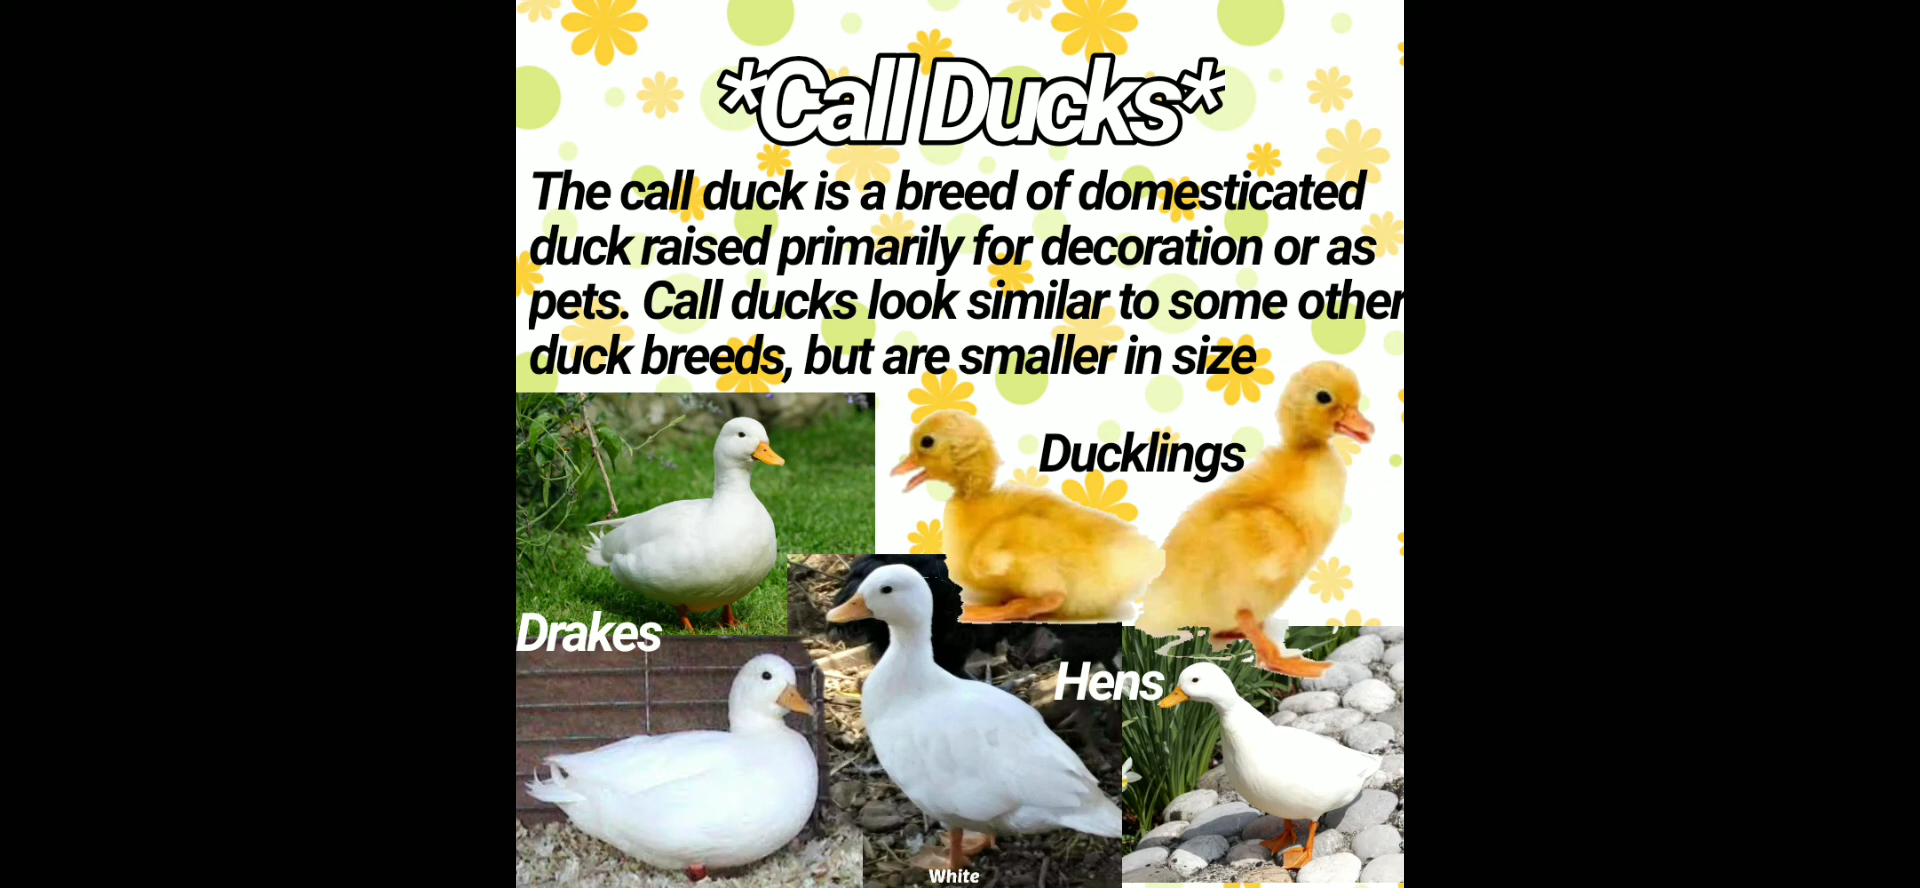 *Call Ducks*
The call duck is a breed of domesticated
duck raised primarily for decoration or as
pets. Call ducks look similar to some other
duck breeds, but are smaller in size
Ducklings
Drakes
Hens
White